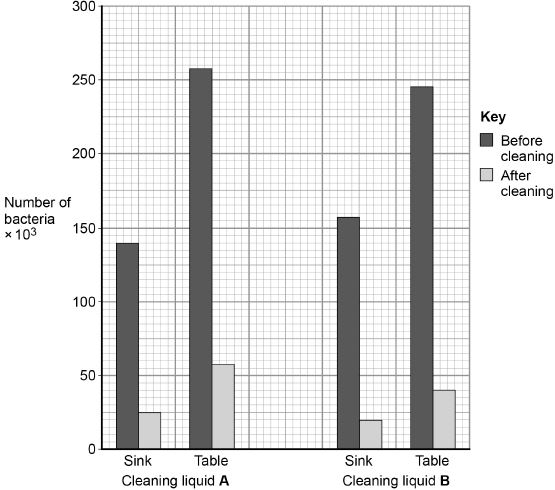 300
250
200
150
100
50
0
Number of
bacteria
× 10³
Sink
Table
Sink
Table
Cleaning liquid A
Cleaning liquid B
Key
Before
cleaning
After
cleaning